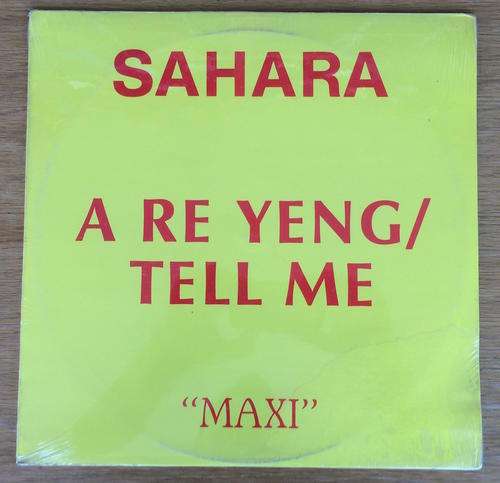 SAHARA
A RE YENG/
TELL ME
“MAXI”